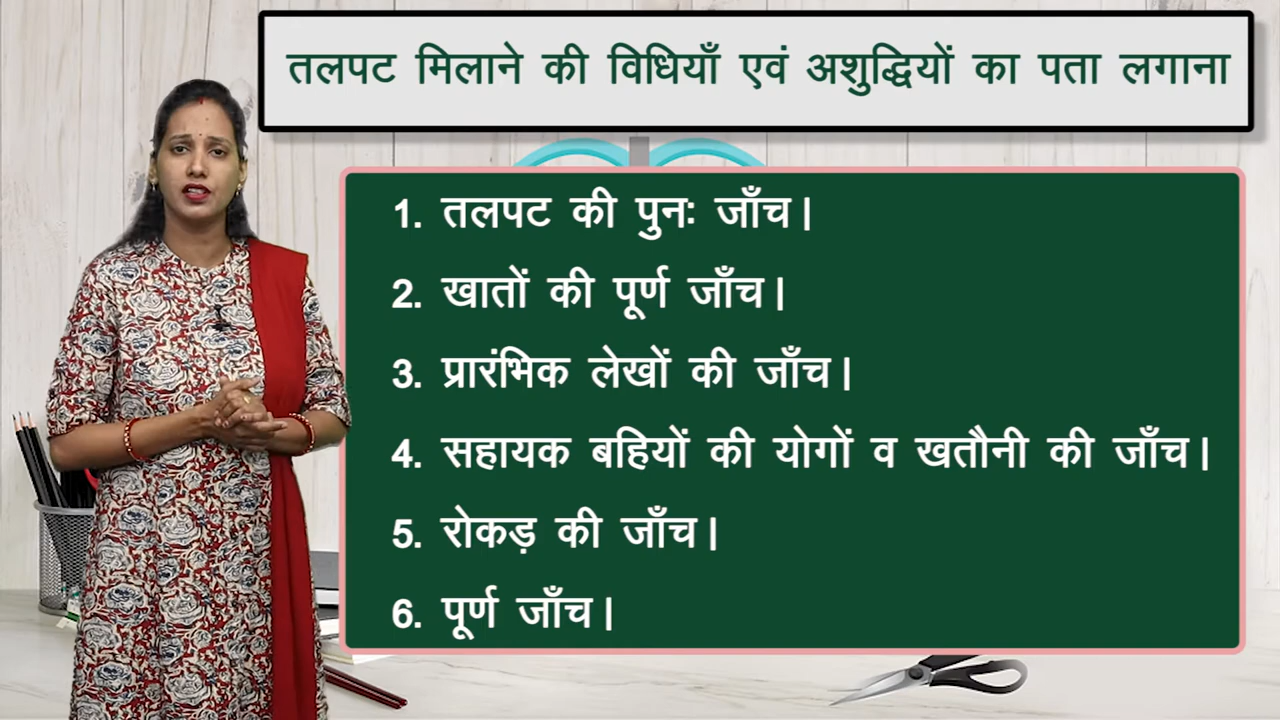 तलपट मिलाने की विधियाँ एवं अशुद्धियों का पता लगाना
1. तलपट की पुनः जाँच।
2. खातों की पूर्ण जाँच।
3. प्रारंभिक लेखों की जाँच।
4. सहायक बहियों की योगों व खतौनी की जाँच।
5. रोकड़ की जाँच।
6. पूर्ण जाँच।